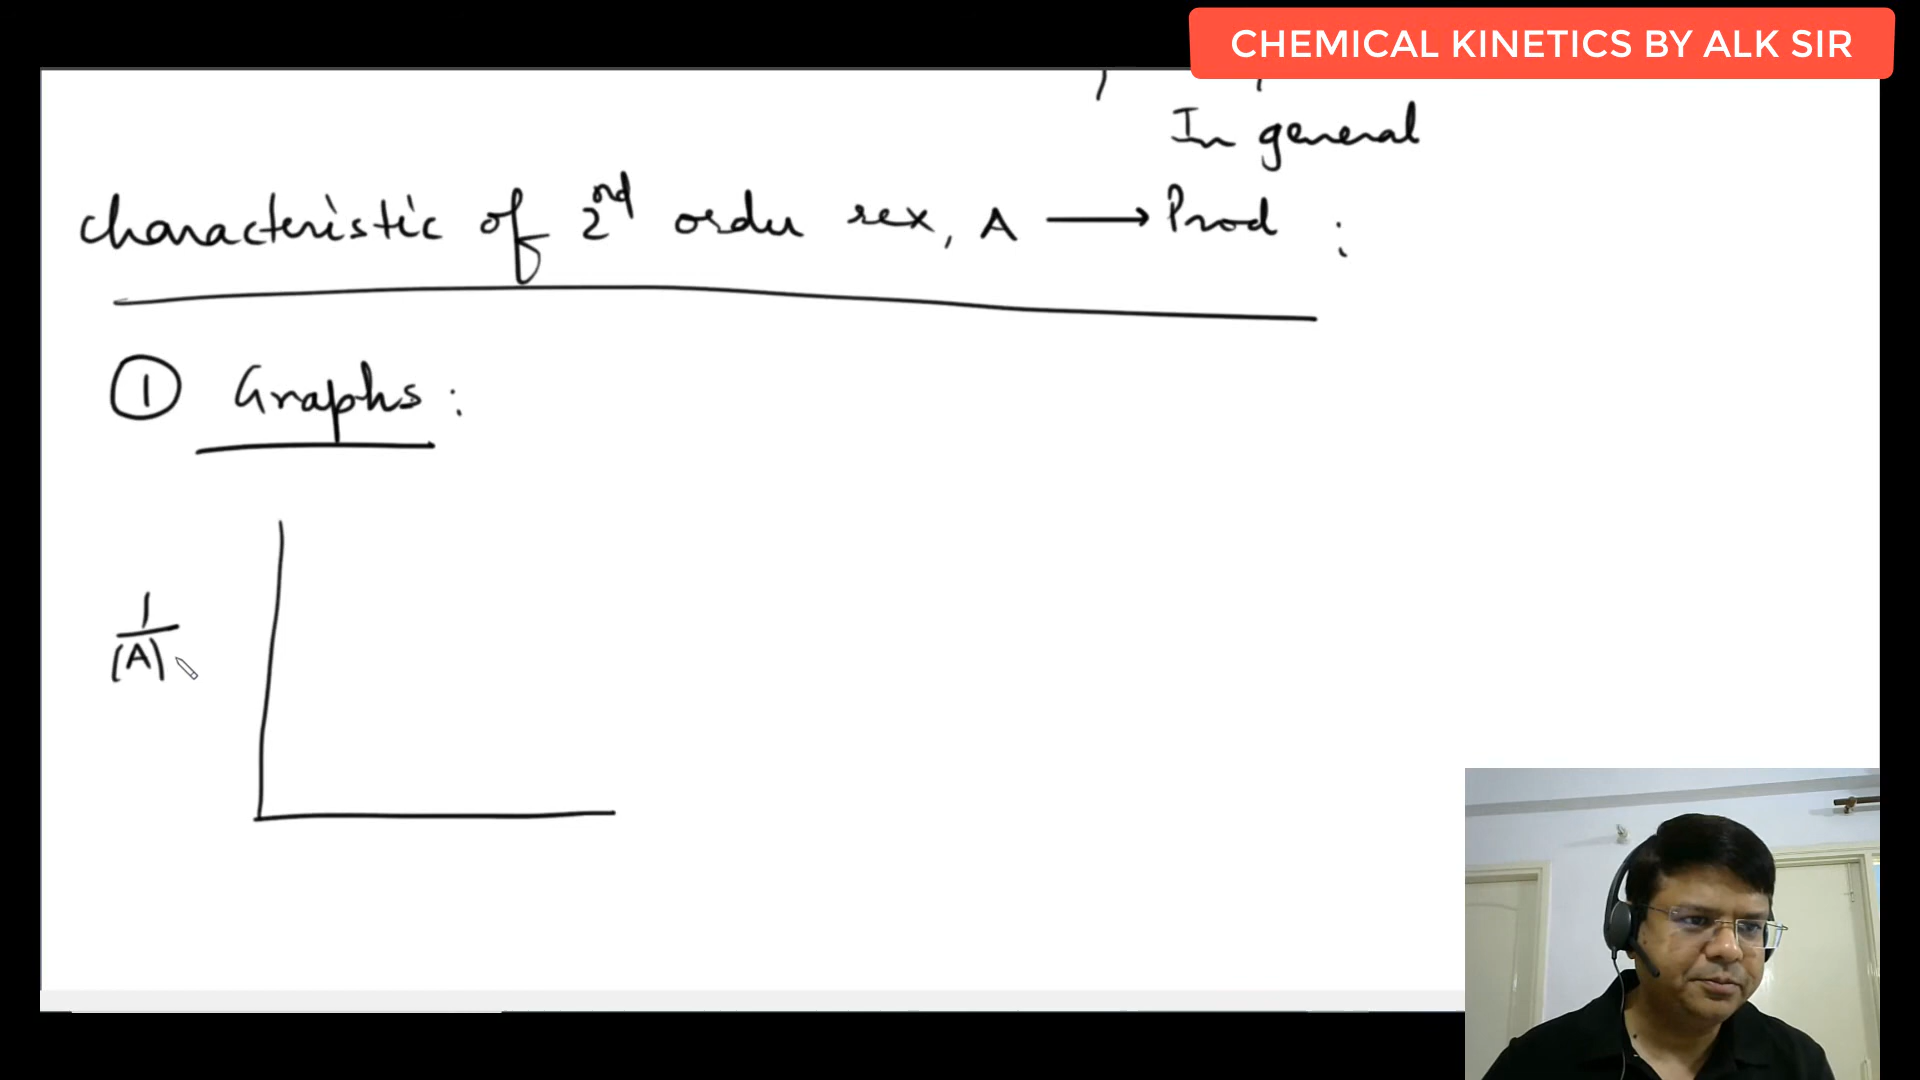 CHEMICAL KINETICS BY ALK SIR
In general
characteristic of 2nd order rex, A ⟶ Prod :
① Graphs :
1
(A)